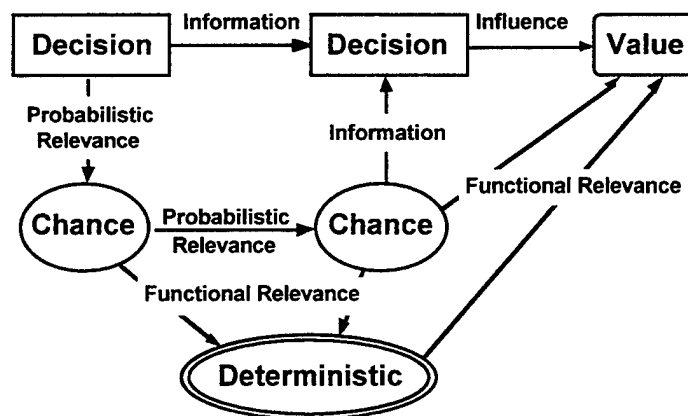 Information
Influence
Decision
Decision
Value
Probabilistic
Relevance
Information
Functional Relevance
Chance
Probabilistic
Relevance
Chance
Functional Relevance
Deterministic